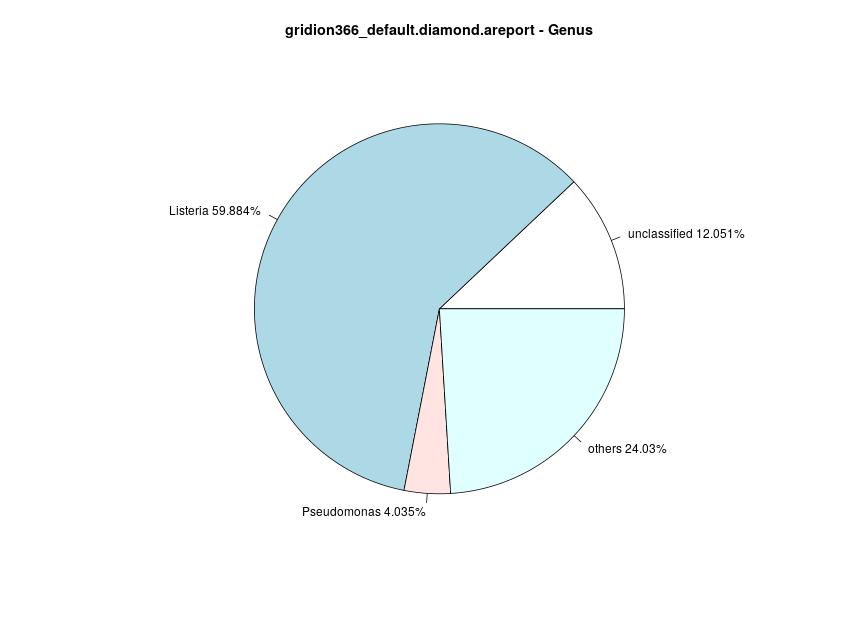 gridion366_default.diamond.areport - Genus
Listeria 59.884%
unclassified 12.051%
others 24.03%
Pseudomonas 4.035%